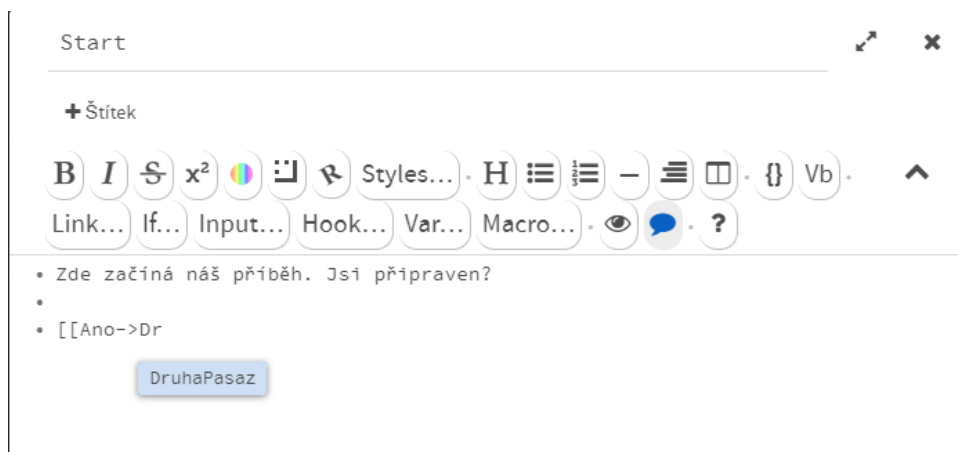 Start
Štítek
B I S x² R Styles... H {} Vb
Link... If... Input... Hook... Var... Macro... ?
Zde začíná náš příběh. Jsi připraven?
[[Ano->Dr
DruhaPasaz